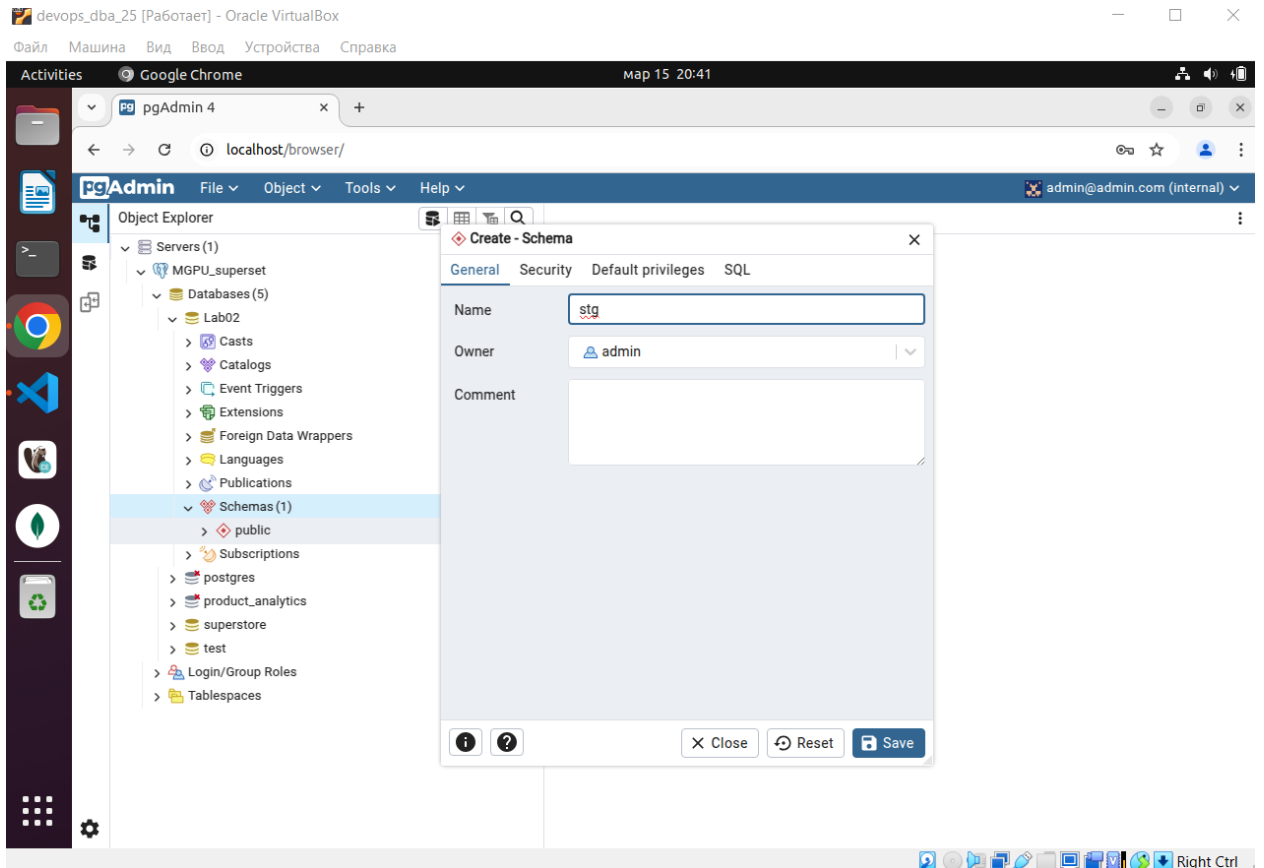 devops_dba_25 [Работает] - Oracle VirtualBox
Файл Машина Вид Ввод Устройства Справка
Activities Google Chrome мар 15 20:41
pgAdmin 4
localhost/browser/
pgAdmin File Object Tools Help admin@admin.com (internal)
Object Explorer
Create - Schema
Servers (1)
General Security Default privileges SQL
MGPU_superset
Databases (5)
Name stg
Lab02
Casts
Owner admin
Catalogs
Event Triggers
Comment
Extensions
Foreign Data Wrappers
Languages
Publications
Schemas (1)
public
Subscriptions
postgres
product_analytics
superstore
test
Login/Group Roles
Tablespaces
Close Reset Save
Right Ctrl